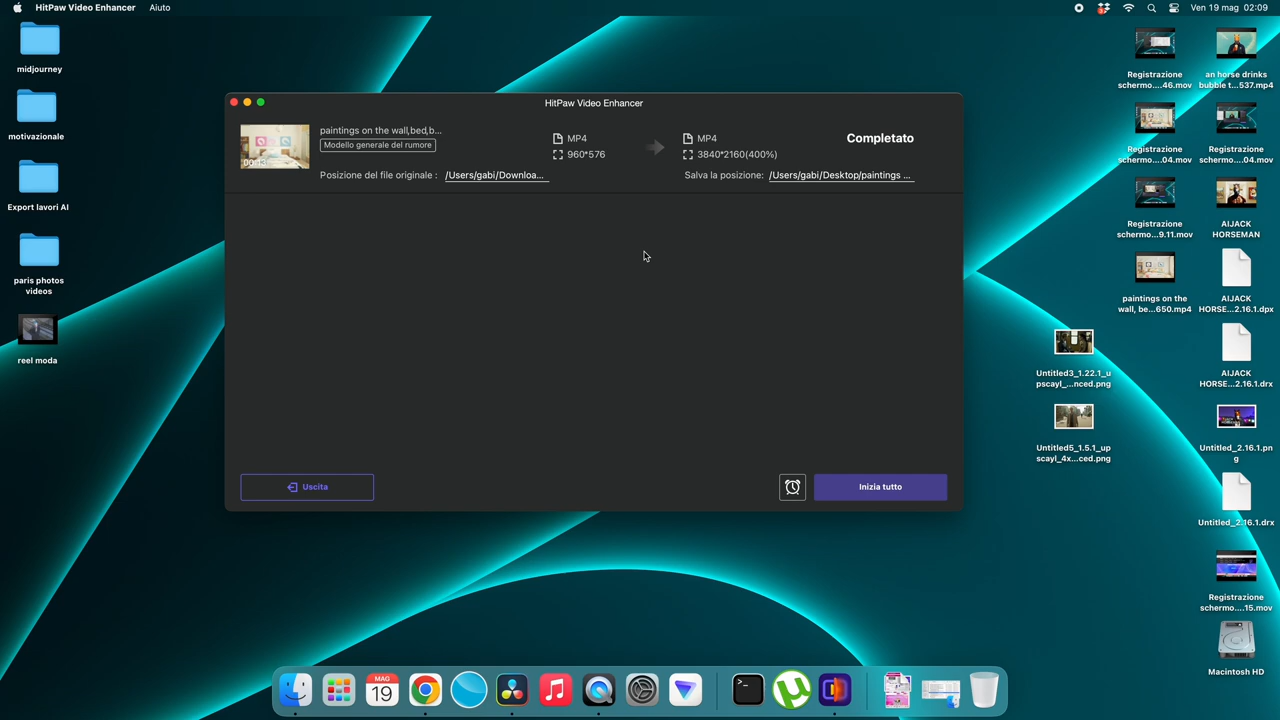 HitPaw Video Enhancer Aiuto
Ven 19 mag 02:09
midjourney
motivazionale
Export lavori AI
paris photos
videos
reel moda
HitPaw Video Enhancer
paintings on the wall,bed,b...
Modello generale del rumore
MP4
960*576
MP4
3840*2160(400%)
Completato
Posizione del file originale : /Users/gabi/Downloa...
Salva la posizione: /Users/gabi/Desktop/paintings ...
Uscita
Inizia tutto
Registrazione
schermo....46.mov
an horse drinks
bubble t...537.mp4
Registrazione
schermo....04.mov
Registrazione
schermo....04.mov
Registrazione
schermo...9.11.mov
AIJACK
HORSEMAN
paintings on the
wall, be...650.mp4
AIJACK
HORSE...2.16.1.dpx
Untitled3_1.22.1_u
pscayl_...nced.png
AIJACK
HORSE...2.16.1.drx
Untitled5_1.5.1_up
scayl_4x...ced.png
Untitled_2.16.1.pn
g
Untitled_2.16.1.drx
Registrazione
schermo....15.mov
Macintosh HD
MAG
19